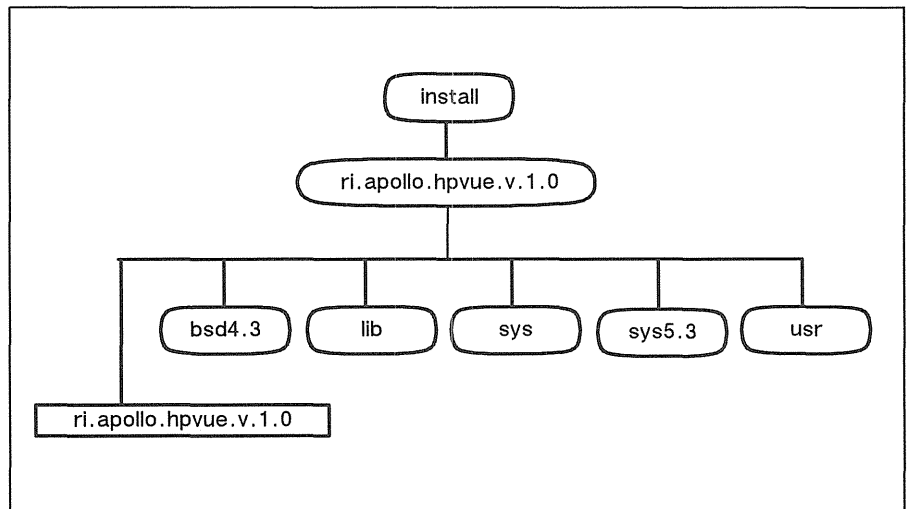 install
ri.apollo.hpvue.v.1.0
bsd4.3
lib
sys
sys5.3
usr
ri.apollo.hpvue.v.1.0